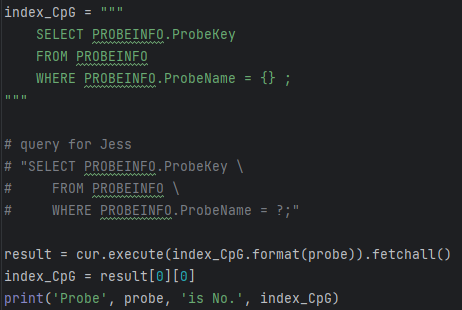 index_CpG = """
    SELECT PROBEINFO.ProbeKey
    FROM PROBEINFO
    WHERE PROBEINFO.ProbeName = {} ;
"""

# query for Jess
# "SELECT PROBEINFO.ProbeKey \
#     FROM PROBEINFO \
#     WHERE PROBEINFO.ProbeName = ?;"

result = cur.execute(index_CpG.format(probe)).fetchall()
index_CpG = result[0][0]
print('Probe', probe, 'is No.', index_CpG)